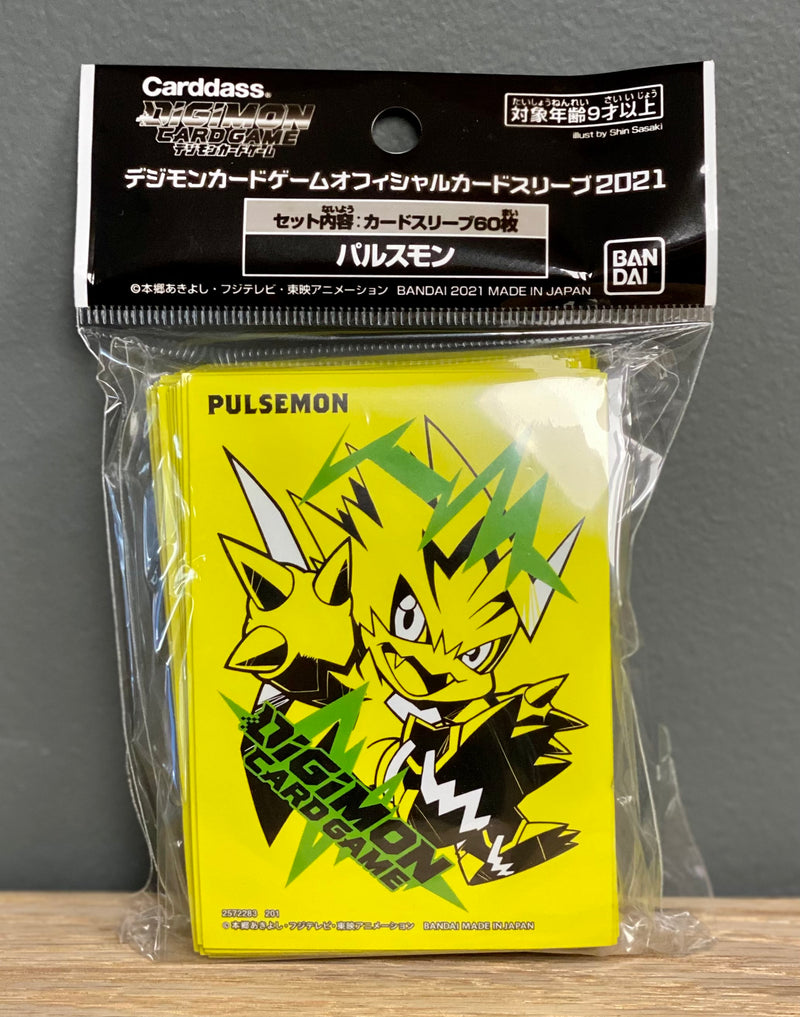 Carddass®
DIGIMON
CARD GAME
デジモンカードゲーム
たいしょうねんれい さいいじょう
対象年齢9才以上
illust by Shin Sasaki
デジモンカードゲームオフィシャルカードスリーブ2021
ないよう まい
セット内容:カードスリーブ60枚
パルスモン
BAN
DAI
©本郷あきよし・フジテレビ・東映アニメーション BANDAI 2021 MADE IN JAPAN
PULSEMON
DIGIMON
CARD GAME
2572283 201
©本郷あきよし・フジテレビ・東映アニメーション BANDAI MADE IN JAPAN